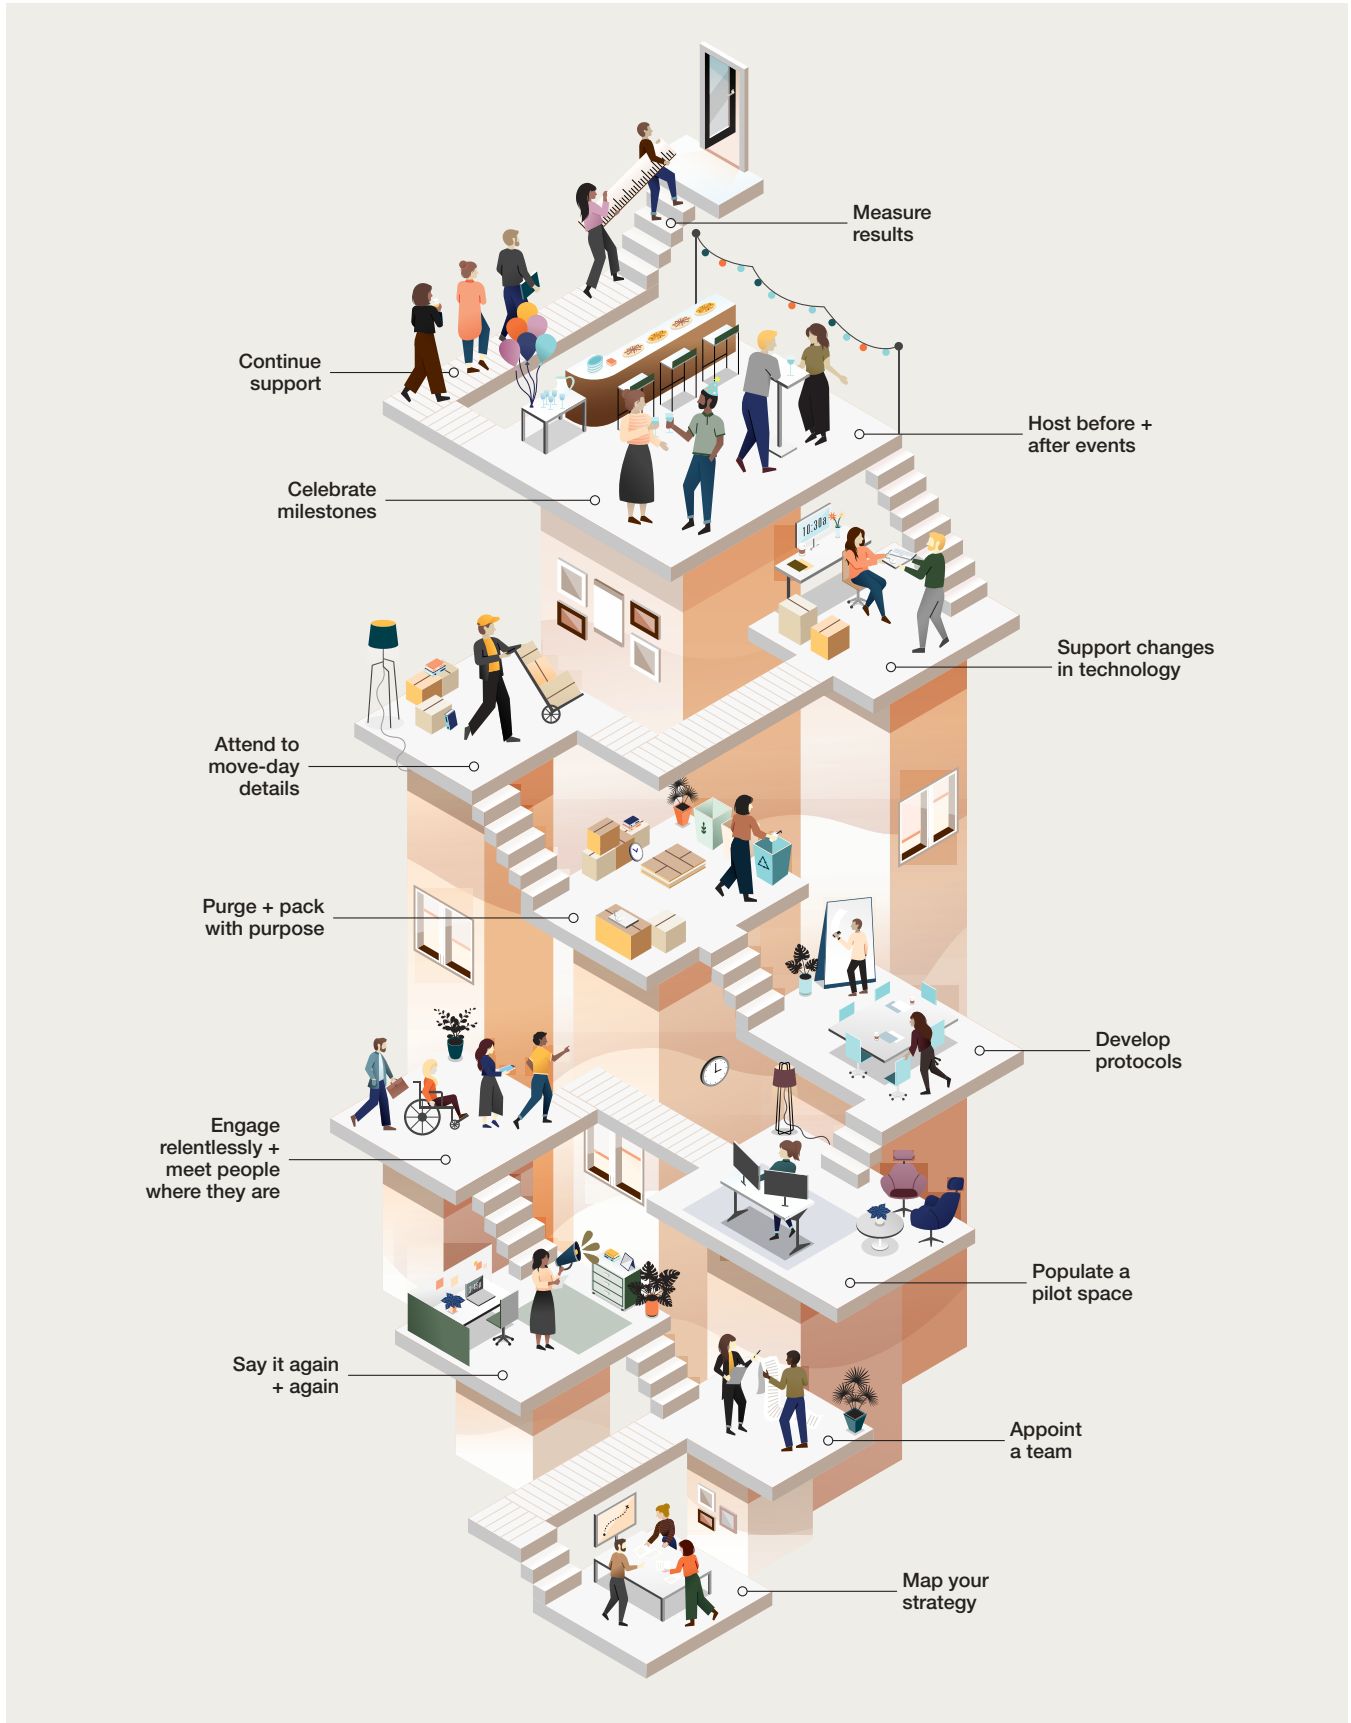 Measure
results
Continue
support
Host before +
after events
Celebrate
milestones
10:30a
Support changes
in technology
Attend to
move-day
details
Purge + pack
with purpose
Develop
protocols
Engage
relentlessly +
meet people
where they are
Populate a
pilot space
Say it again
+ again
Appoint
a team
Map your
strategy